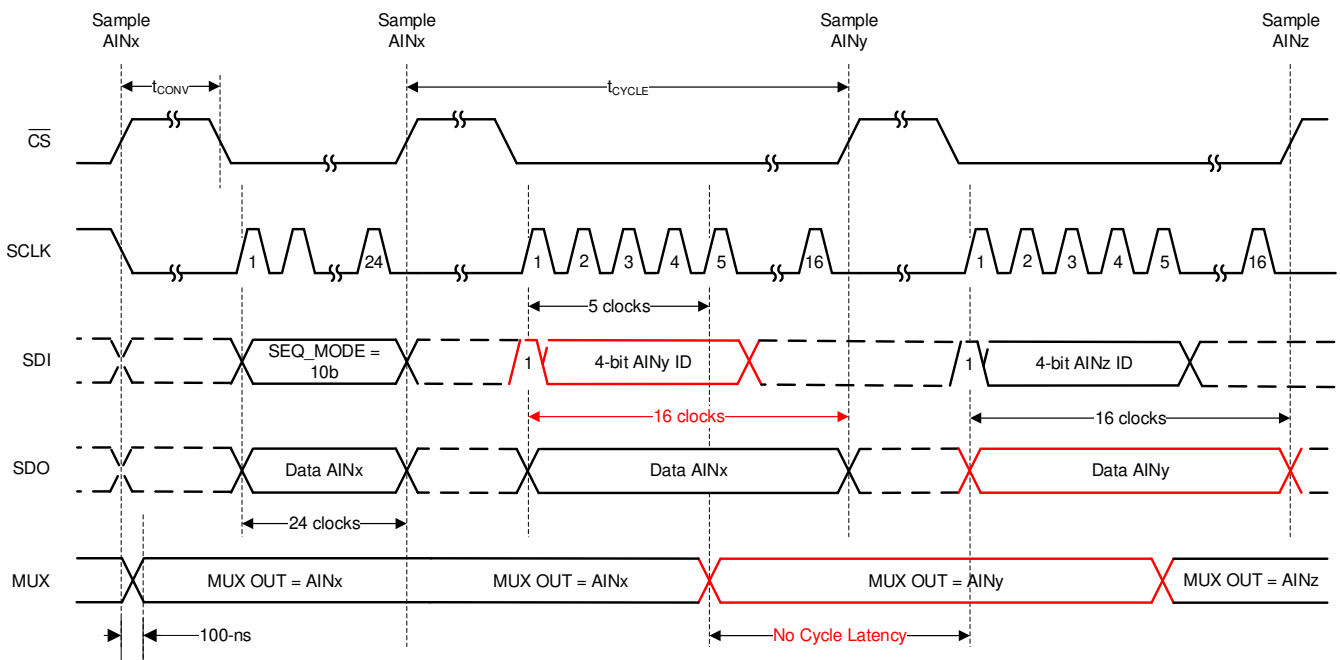 Sample AINx
Sample AINx
Sample AINy
Sample AINz
tCONV
tCYCLE
CS
SCLK
1
24
1
2
3
4
5
16
1
2
3
4
5
16
5 clocks
SDI
SEQ_MODE = 10b
1
4-bit AINy ID
1
4-bit AINz ID
16 clocks
16 clocks
SDO
Data AINx
Data AINx
Data AINy
24 clocks
MUX
MUX OUT = AINx
MUX OUT = AINx
MUX OUT = AINy
MUX OUT = AINz
100-ns
No Cycle Latency